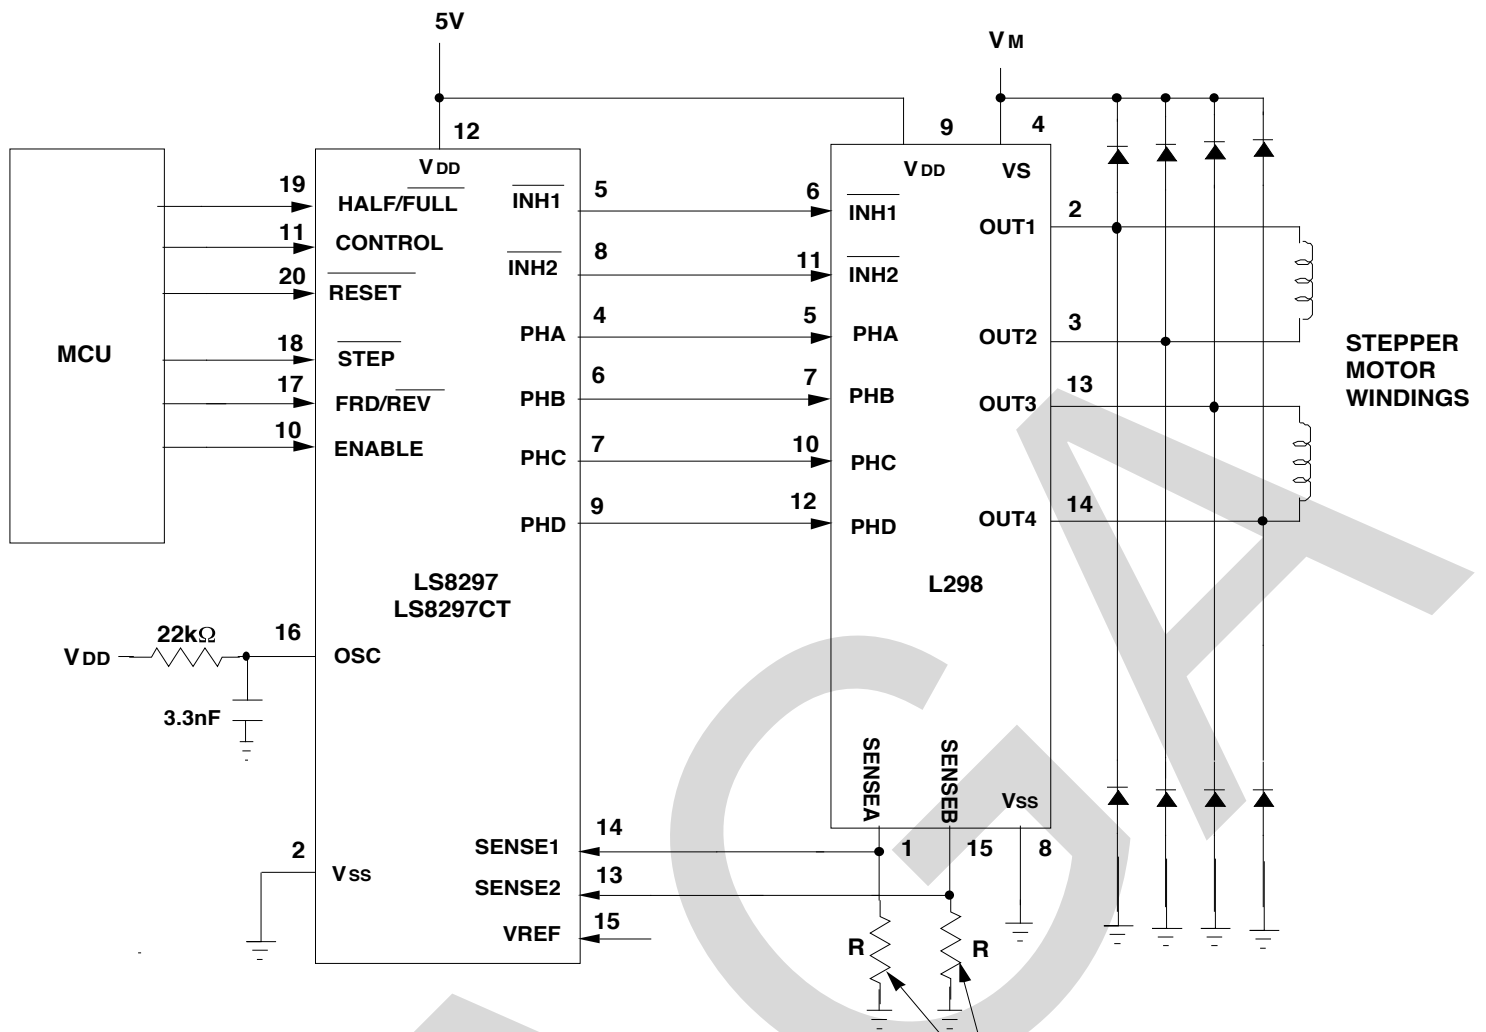 5V
VM
12
9
4
VDD
VDD
VS
MCU
19
HALF/FULL
11
CONTROL
20
RESET
18
STEP
17
FRD/REV
10
ENABLE
INH1
5
INH2
8
PHA
4
PHB
6
PHC
7
PHD
9
6
INH1
11
INH2
5
PHA
7
PHB
10
PHC
12
PHD
OUT1
2
OUT2
3
OUT3
13
OUT4
14
STEPPER
MOTOR
WINDINGS
LS8297
LS8297CT
L298
VDD
22kΩ
16
OSC
3.3nF
2
VSS
SENSE1
14
SENSE2
13
VREF
15
SENSEA
SENSEB
VSS
1
15
8
R
R
GA